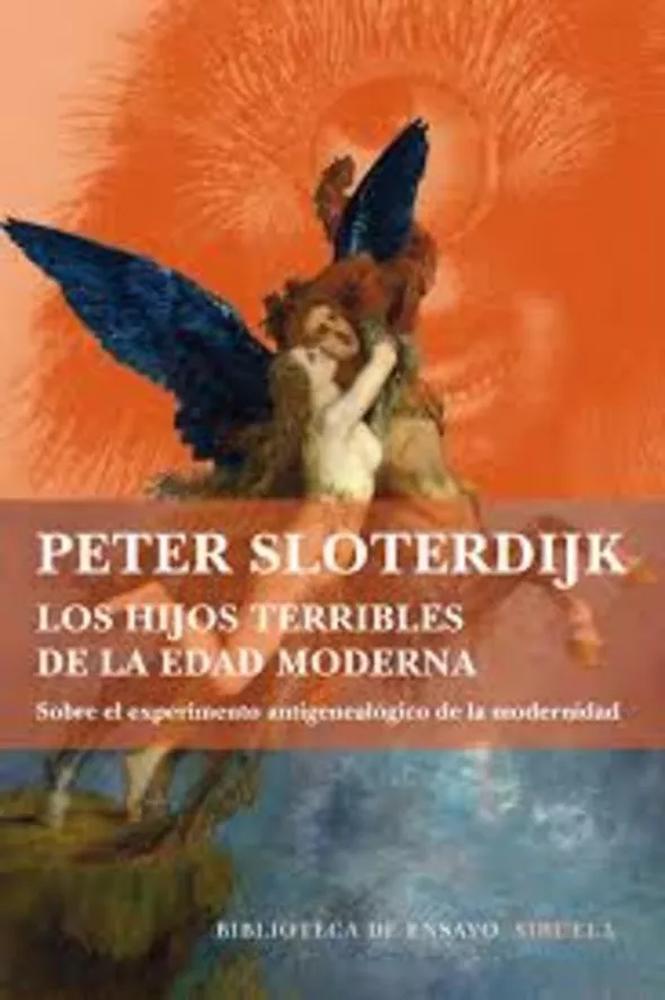 PETER SLOTERDIJK
LOS HIJOS TERRIBLES
DE LA EDAD MODERNA
Sobre el experimento antigenealógico de la modernidad
BIBLIOTECA DE ENSAYO SIRUELA